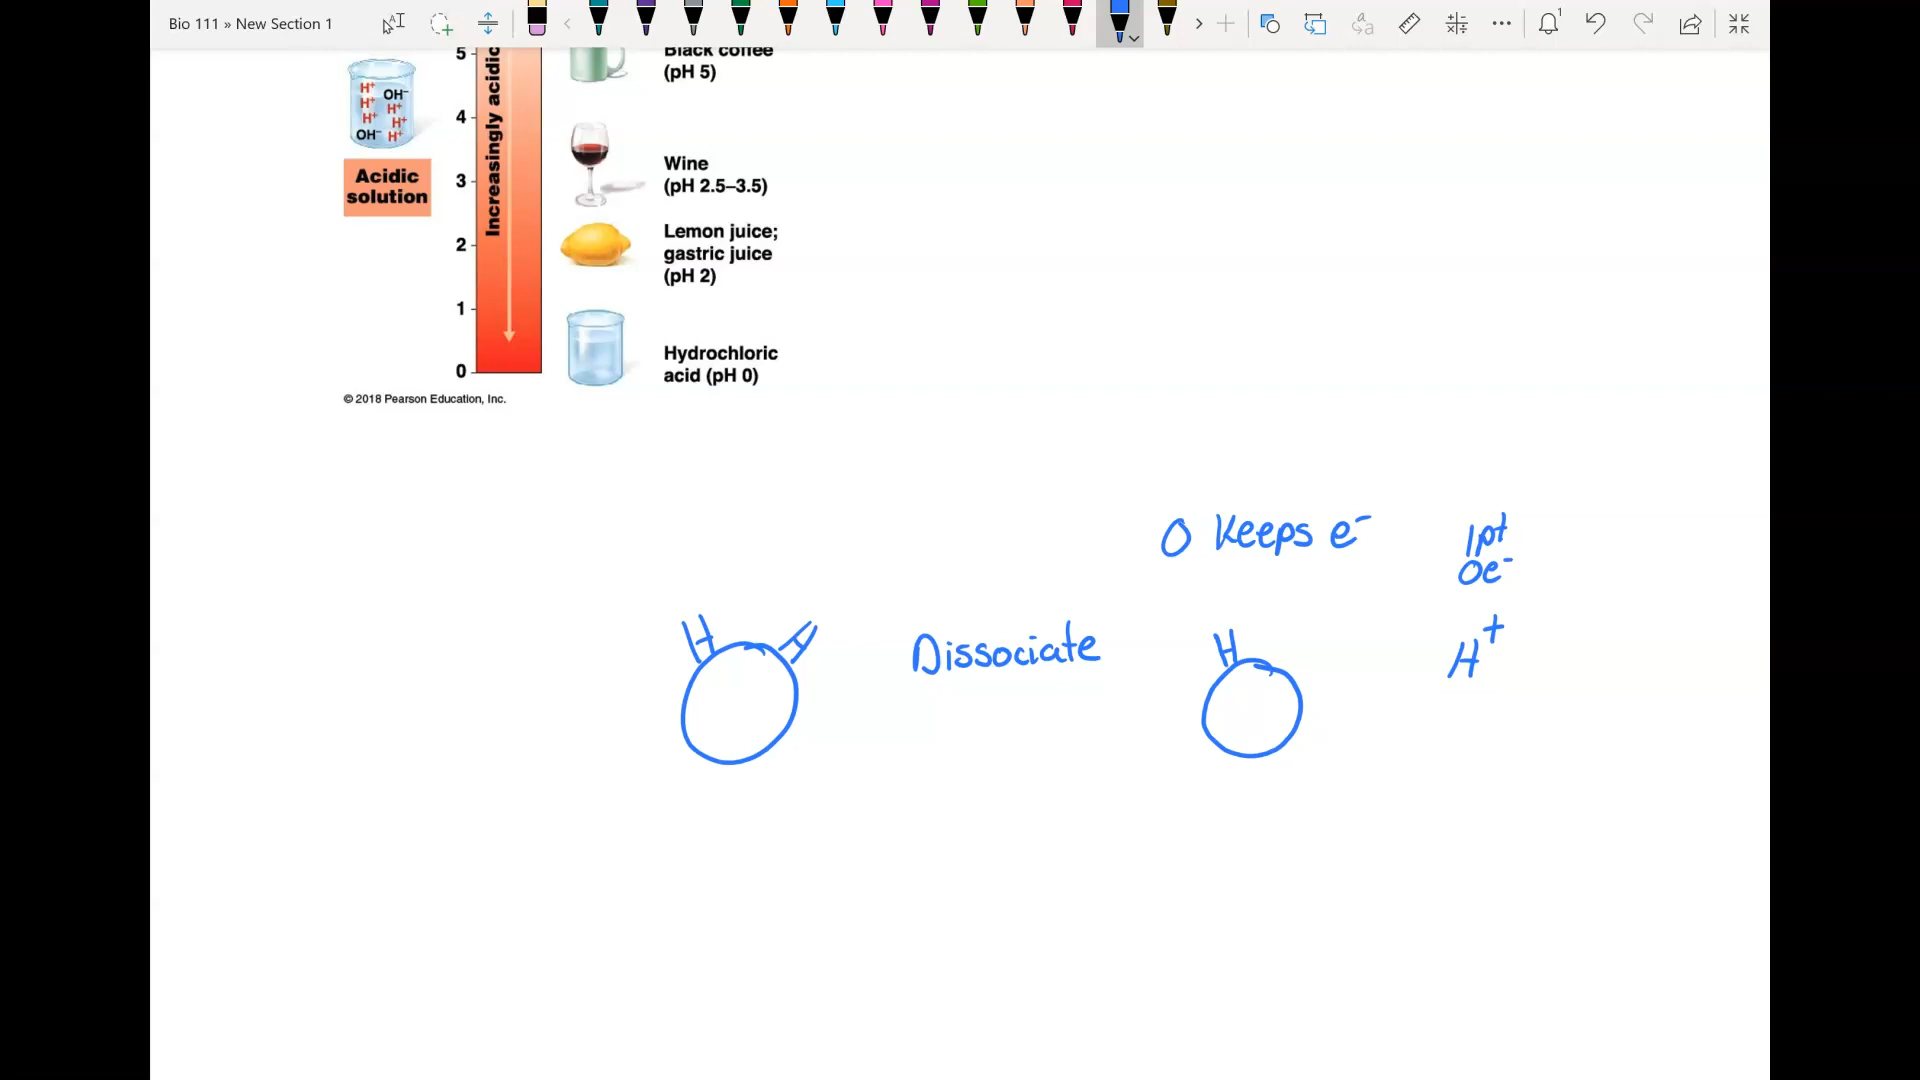 Bio 111 » New Section 1
5
Black coffee
(pH 5)
Increasingly acidic
H+
OH−
H+
H+
H+
H+
OH−
H+
4
Acidic
solution
3
Wine
(pH 2.5–3.5)
2
Lemon juice;
gastric juice
(pH 2)
1
Hydrochloric
acid (pH 0)
0
© 2018 Pearson Education, Inc.
O Keeps e−
1p+
0e−
H
H
Dissociate
H
H+